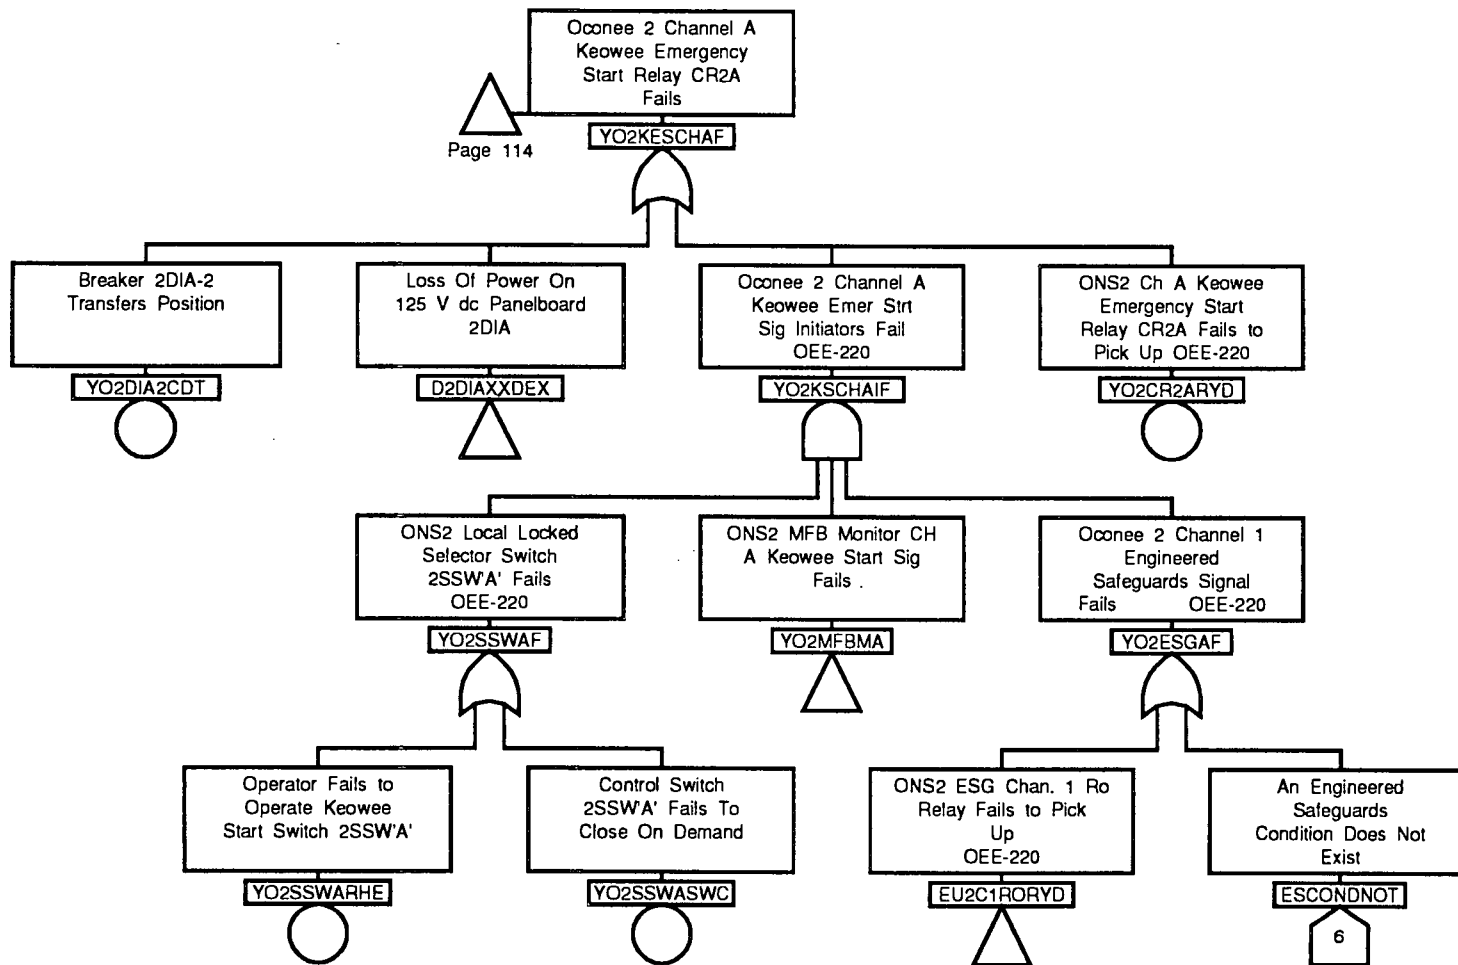 Oconee 2 Channel A
Keowee Emergency
Start Relay CR2A
Fails
Page 114
YO2KESCHAF
Breaker 2DIA-2
Transfers Position
YO2DIA2CDT
Loss Of Power On
125 V dc Panelboard
2DIA
D2DIAXXDEX
Oconee 2 Channel A
Keowee Emer Strt
Sig Initiators Fail
OEE-220
YO2KSCHAIF
ONS2 Ch A Keowee
Emergency Start
Relay CR2A Fails to
Pick Up OEE-220
YO2CR2ARYD
ONS2 Local Locked
Selector Switch
2SSW'A' Fails
OEE-220
YO2SSWAF
ONS2 MFB Monitor CH
A Keowee Start Sig
Fails .
YO2MFBMA
Oconee 2 Channel 1
Engineered
Safeguards Signal
Fails OEE-220
YO2ESGAF
Operator Fails to
Operate Keowee
Start Switch 2SSW'A'
YO2SSWARHE
Control Switch
2SSW'A' Fails To
Close On Demand
YO2SSWASWC
ONS2 ESG Chan. 1 Ro
Relay Fails to Pick
Up
OEE-220
EU2C1RORYD
An Engineered
Safeguards
Condition Does Not
Exist
ESCONDNOT
6